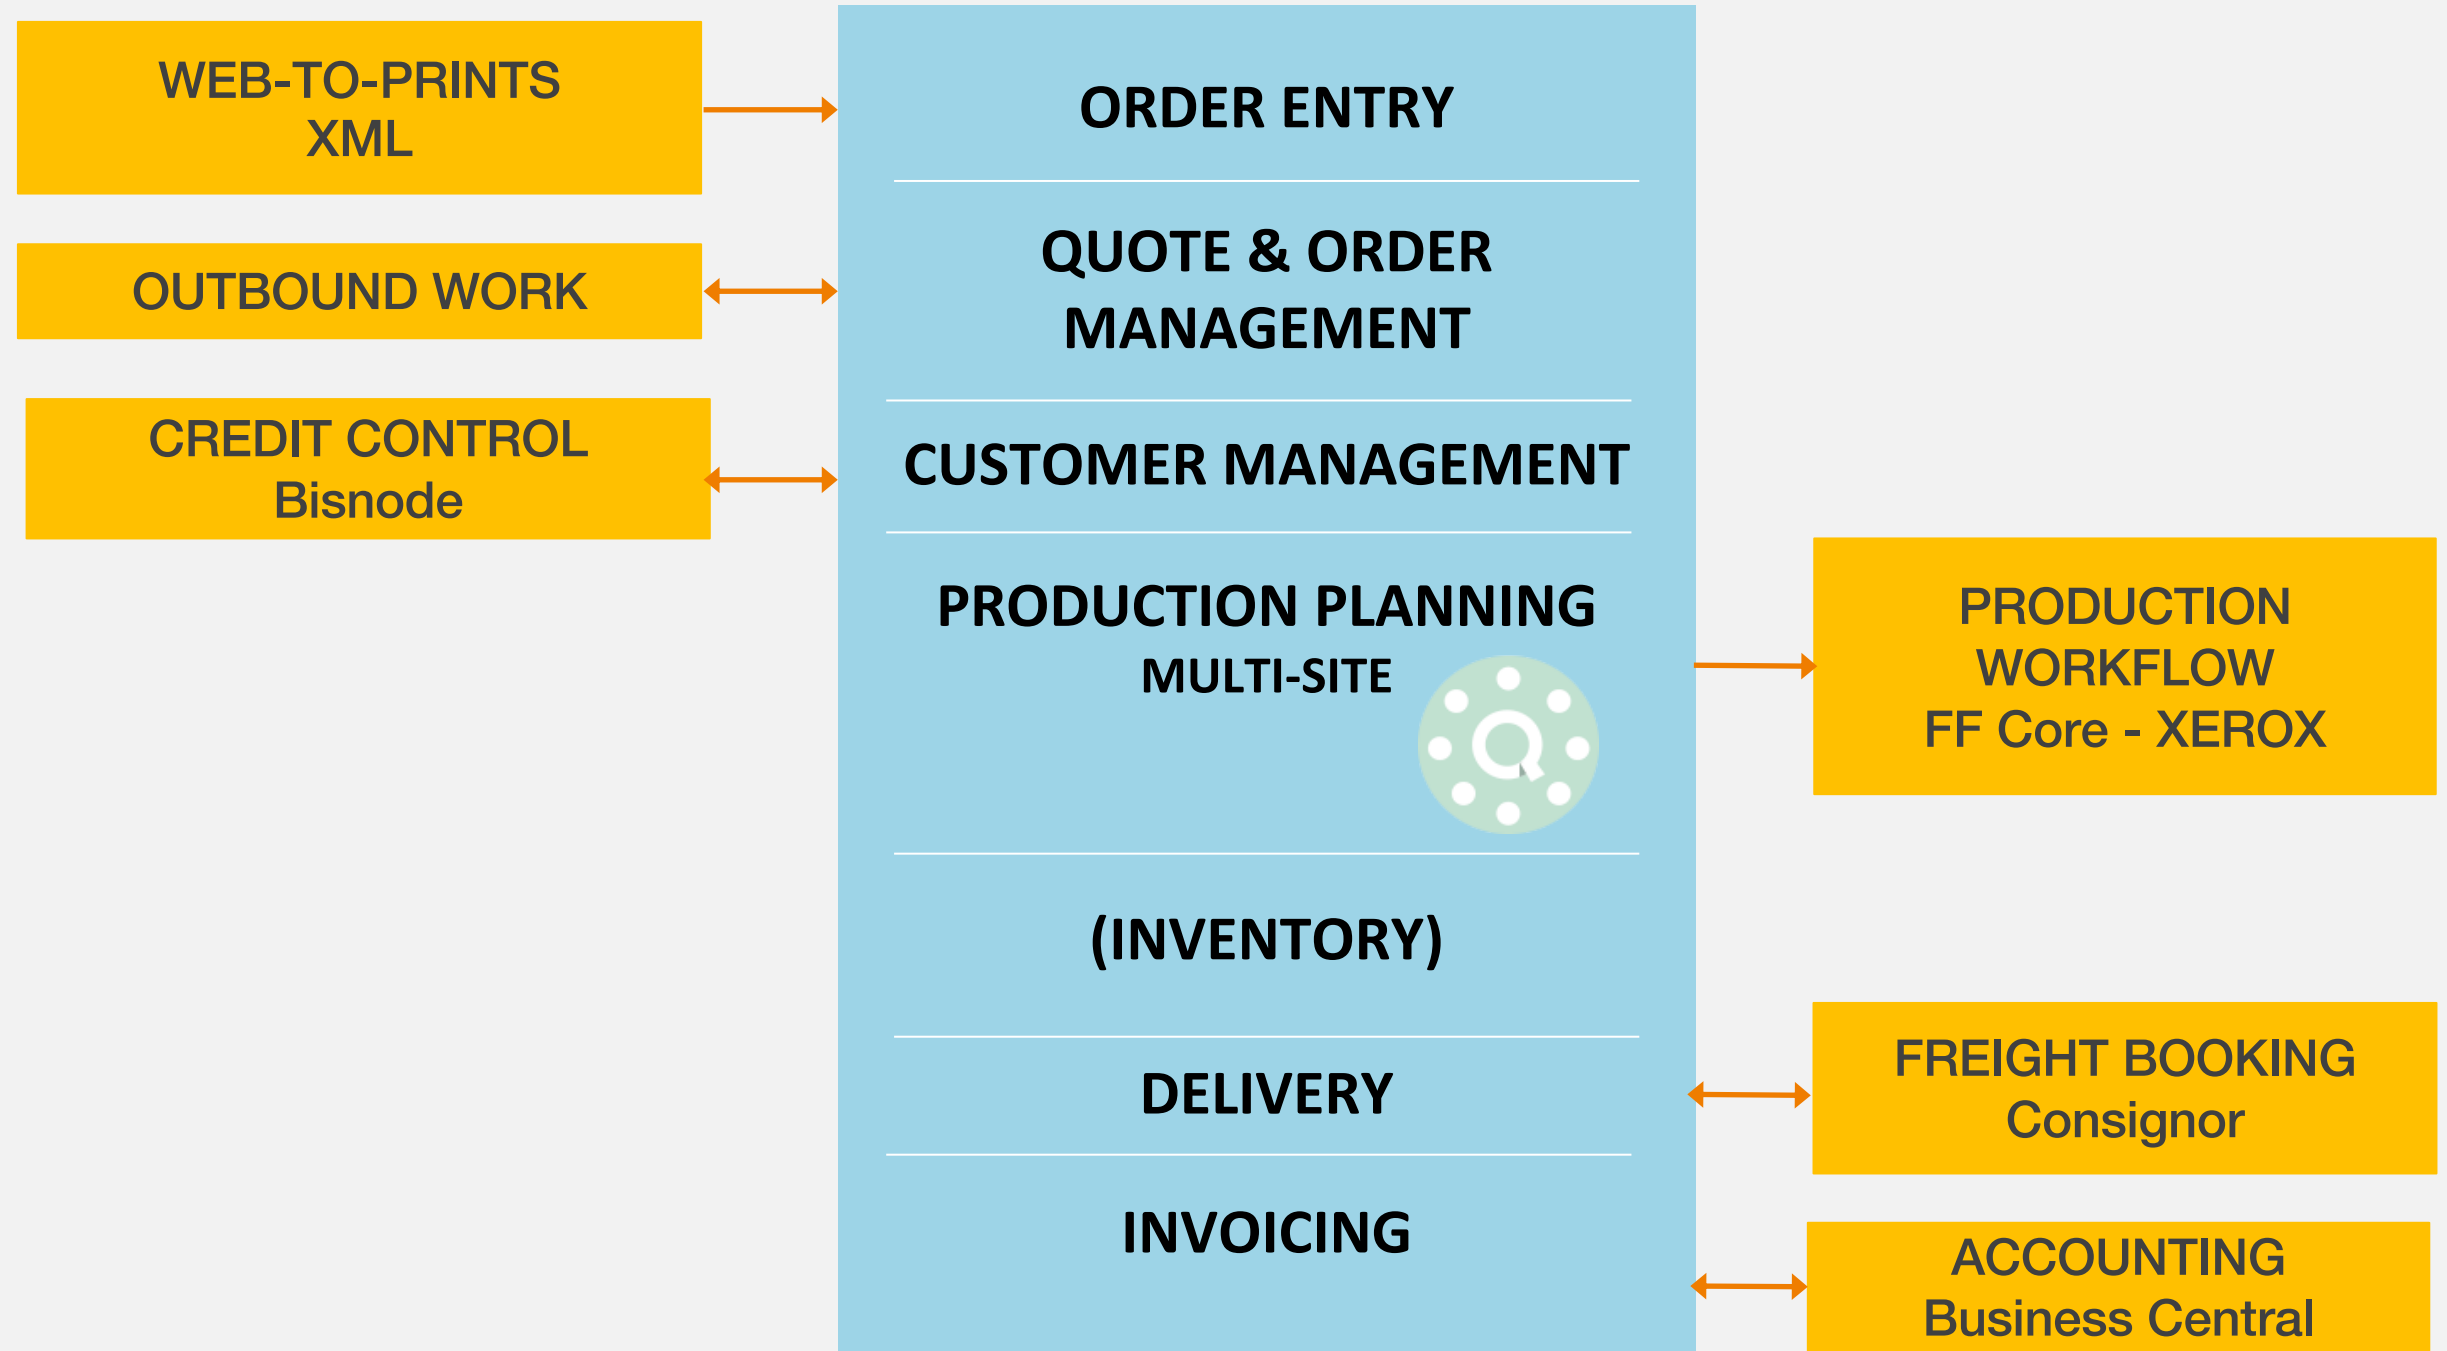 WEB-TO-PRINTS
XML
OUTBOUND WORK
CREDIT CONTROL
Bisnode
ORDER ENTRY
QUOTE & ORDER
MANAGEMENT
CUSTOMER MANAGEMENT
PRODUCTION PLANNING
MULTI-SITE
(INVENTORY)
DELIVERY
INVOICING
PRODUCTION
WORKFLOW
FF Core - XEROX
FREIGHT BOOKING
Consignor
ACCOUNTING
Business Central